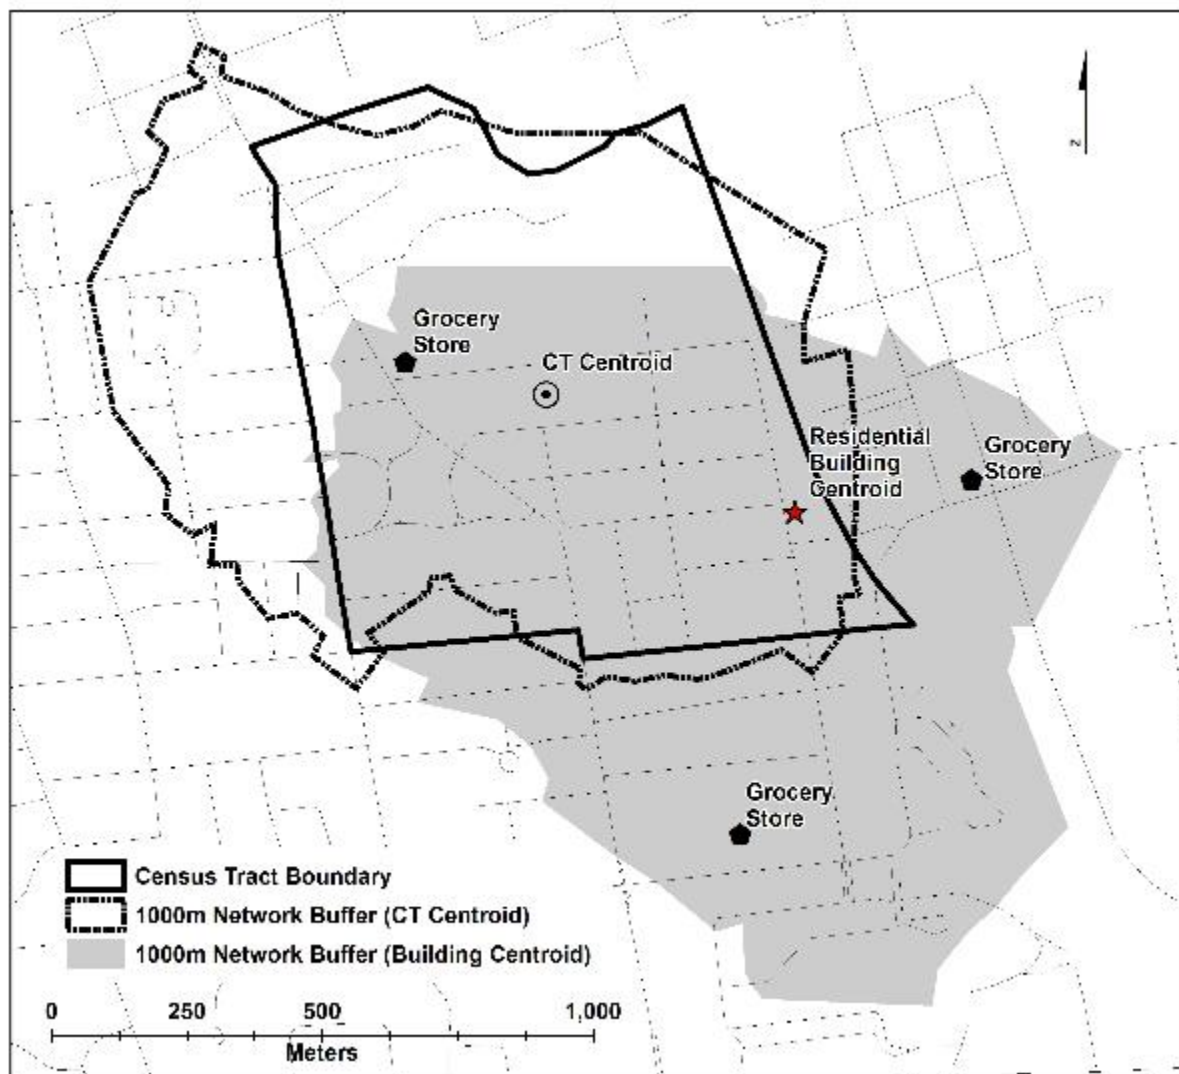 N
Grocery
Store
CT Centroid
Residential
Building
Centroid
Grocery
Store
Grocery
Store
Census Tract Boundary
1000m Network Buffer (CT Centroid)
1000m Network Buffer (Building Centroid)
0 250 500 1,000
Meters